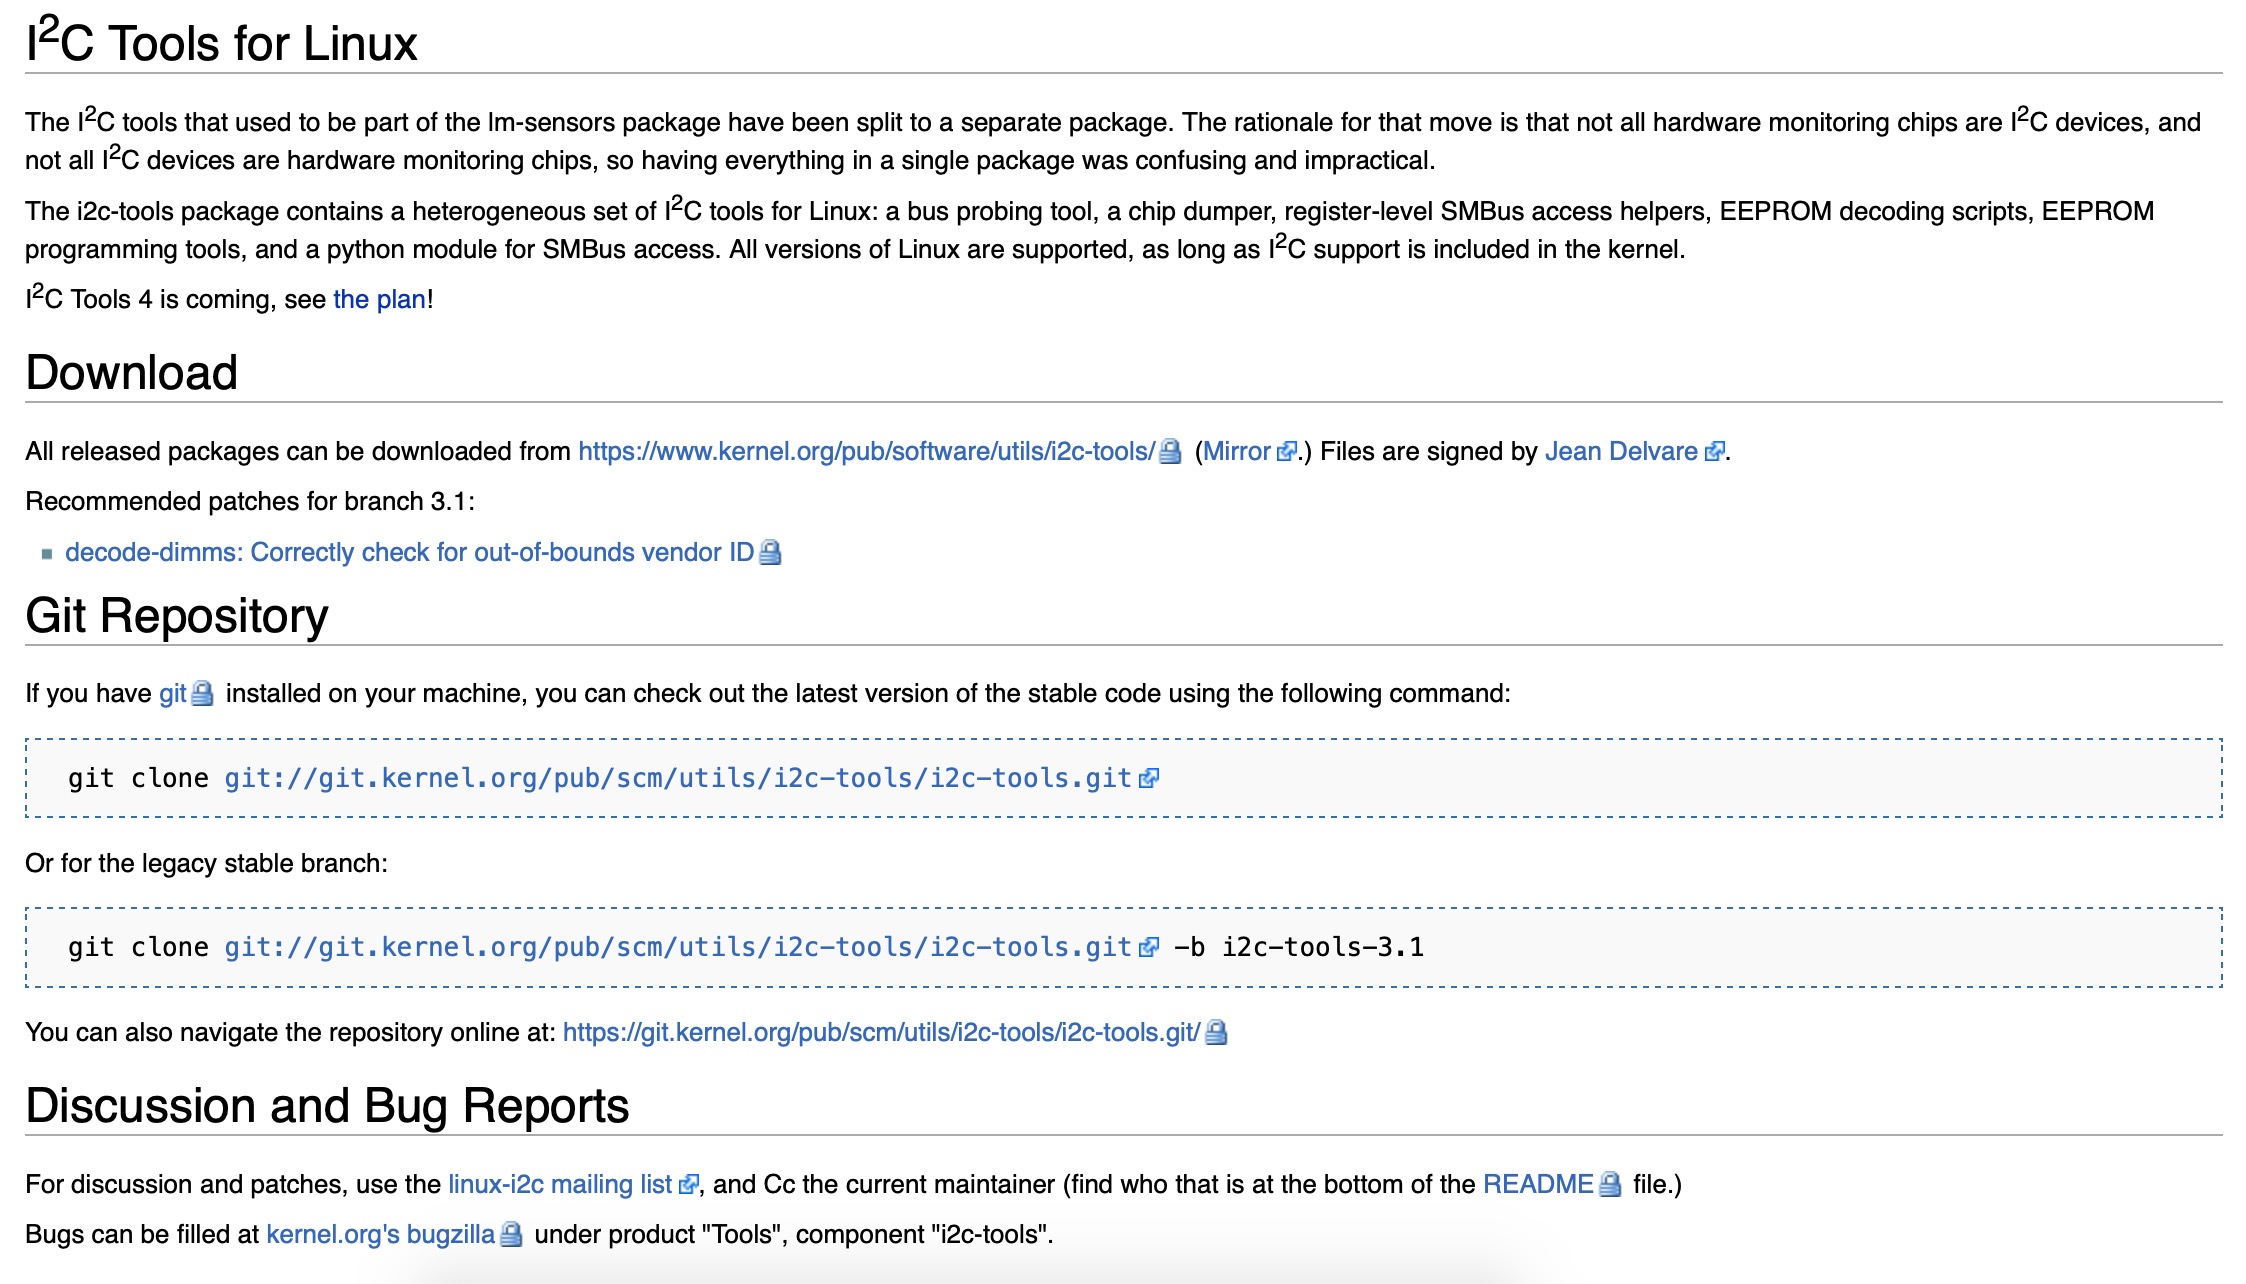 I²C Tools for Linux
The I²C tools that used to be part of the lm-sensors package have been split to a separate package. The rationale for that move is that not all hardware monitoring chips are I²C devices, and
not all I²C devices are hardware monitoring chips, so having everything in a single package was confusing and impractical.
The i2c-tools package contains a heterogeneous set of I²C tools for Linux: a bus probing tool, a chip dumper, register-level SMBus access helpers, EEPROM decoding scripts, EEPROM
programming tools, and a python module for SMBus access. All versions of Linux are supported, as long as I²C support is included in the kernel.
I²C Tools 4 is coming, see the plan!
Download
All released packages can be downloaded from https://www.kernel.org/pub/software/utils/i2c-tools/ (Mirror.) Files are signed by Jean Delvare.
Recommended patches for branch 3.1:
decode-dimms: Correctly check for out-of-bounds vendor ID
Git Repository
If you have git installed on your machine, you can check out the latest version of the stable code using the following command:
git clone git://git.kernel.org/pub/scm/utils/i2c-tools/i2c-tools.git
Or for the legacy stable branch:
git clone git://git.kernel.org/pub/scm/utils/i2c-tools/i2c-tools.git -b i2c-tools-3.1
You can also navigate the repository online at: https://git.kernel.org/pub/scm/utils/i2c-tools/i2c-tools.git/
Discussion and Bug Reports
For discussion and patches, use the linux-i2c mailing list, and Cc the current maintainer (find who that is at the bottom of the README file.)
Bugs can be filled at kernel.org's bugzilla under product "Tools", component "i2c-tools".